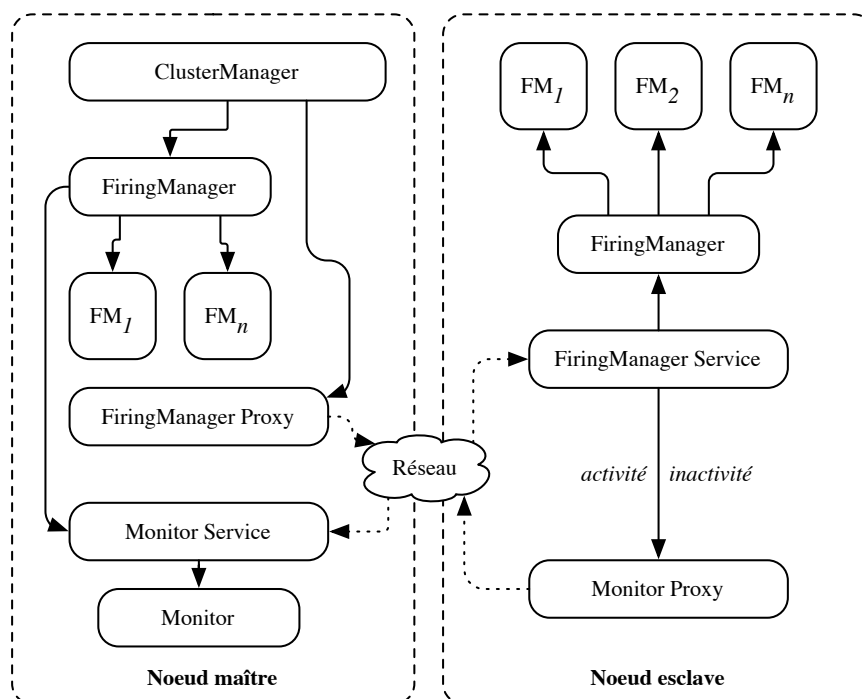 ClusterManager
FiringManager
FM1
FMn
FiringManager Proxy
Monitor Service
Monitor
Noeud maître
Réseau
FM1
FM2
FMn
FiringManager
FiringManager Service
activité inactivité
Monitor Proxy
Noeud esclave